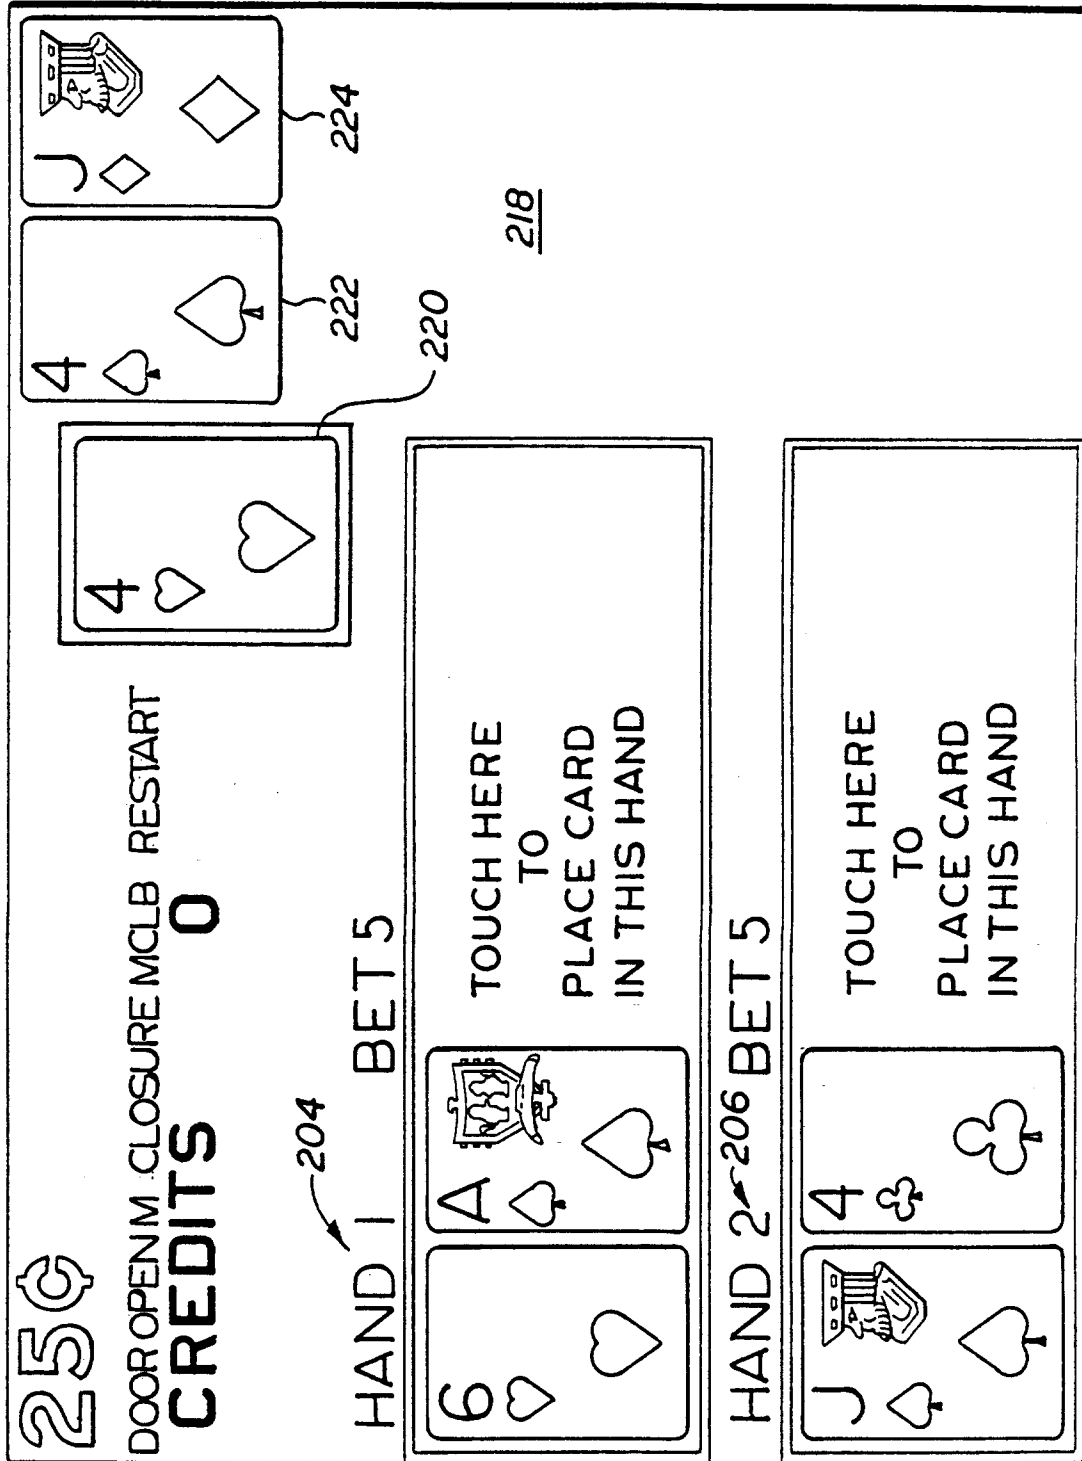 25¢
DOOR OPEN M CLOSURE MCLB RESTART
CREDITS 0
4
4
J
220
222
224
218
204
HAND 1 BET 5
6
A
TOUCH HERE
TO
PLACE CARD
IN THIS HAND
HAND 2 206 BET 5
J
4
TOUCH HERE
TO
PLACE CARD
IN THIS HAND